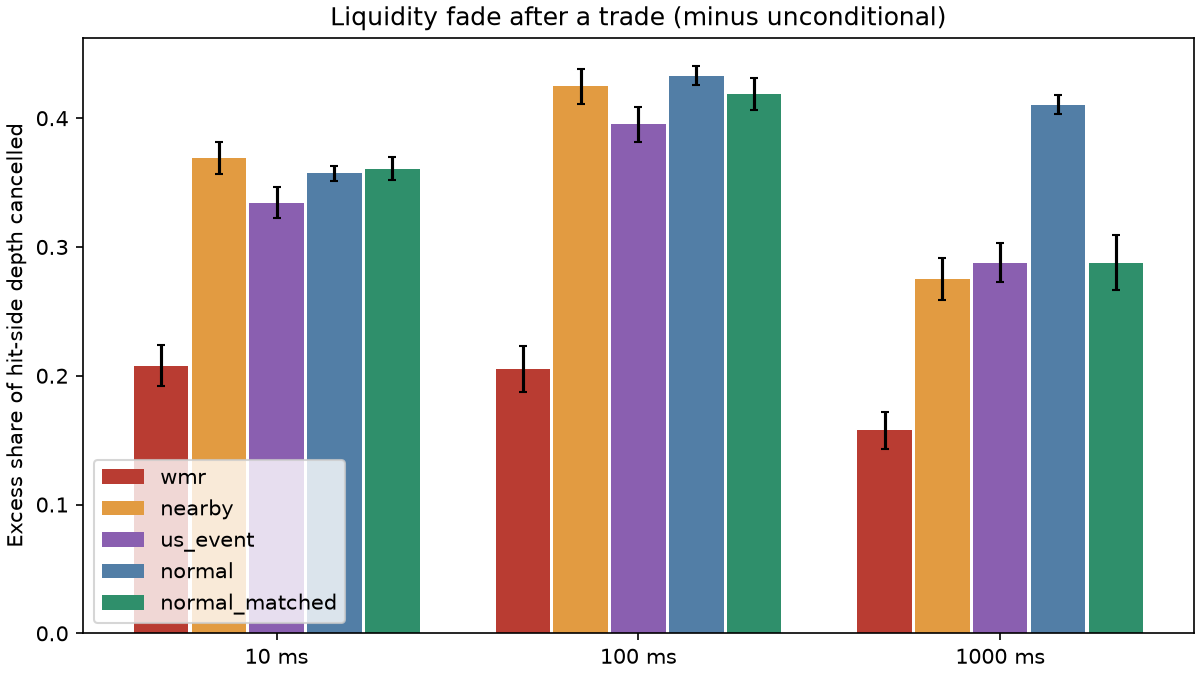 Liquidity fade after a trade (minus unconditional)
Excess share of hit-side depth cancelled
0.4
0.3
0.2
0.1
0.0
wmr
nearby
us_event
normal
normal_matched
10 ms
100 ms
1000 ms